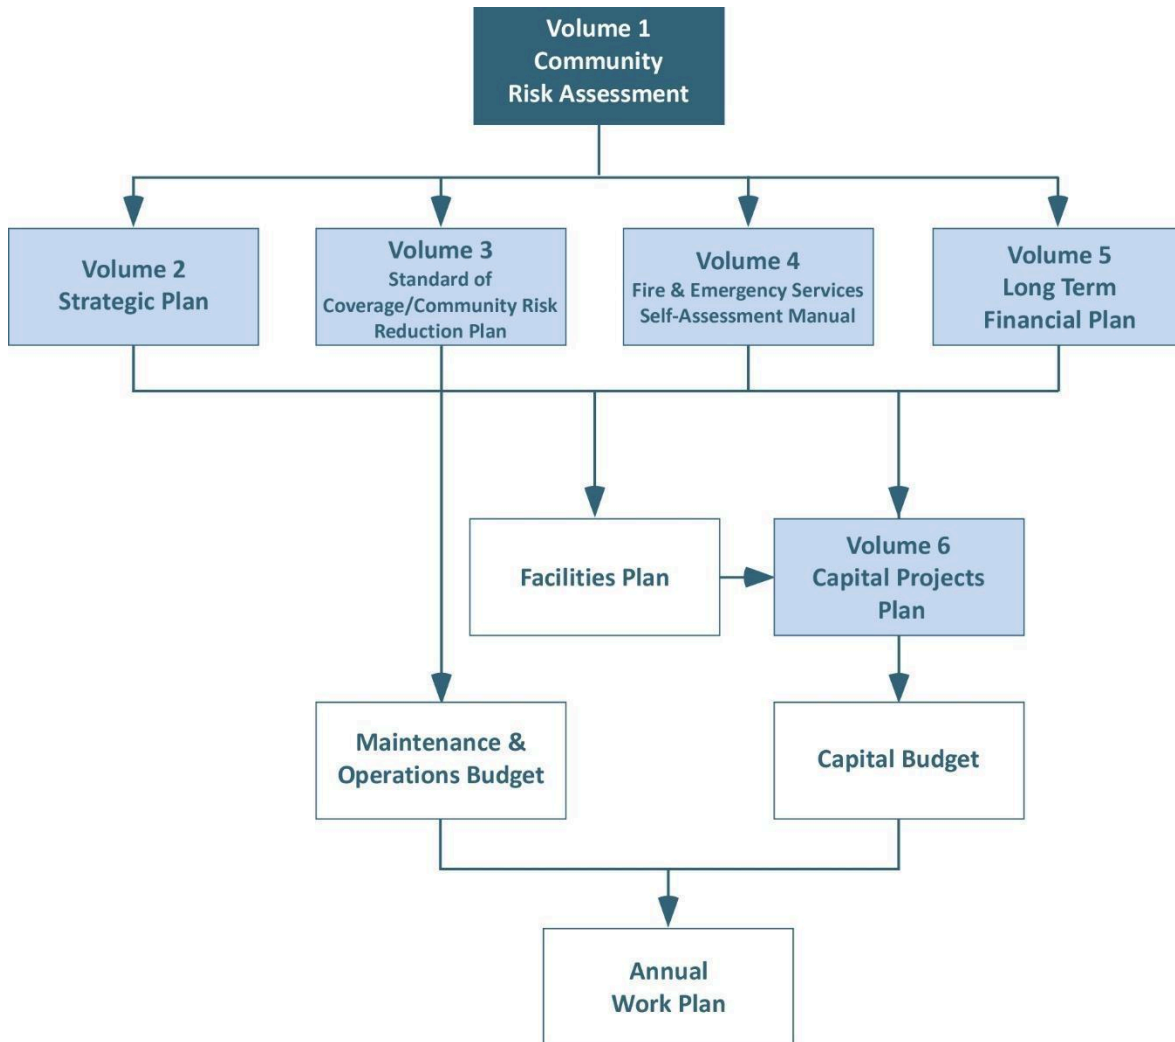 Volume 1
Community
Risk Assessment
Volume 2
Strategic Plan
Volume 3
Standard of
Coverage/Community Risk
Reduction Plan
Volume 4
Fire & Emergency Services
Self-Assessment Manual
Volume 5
Long Term
Financial Plan
Facilities Plan
Volume 6
Capital Projects
Plan
Maintenance &
Operations Budget
Capital Budget
Annual
Work Plan